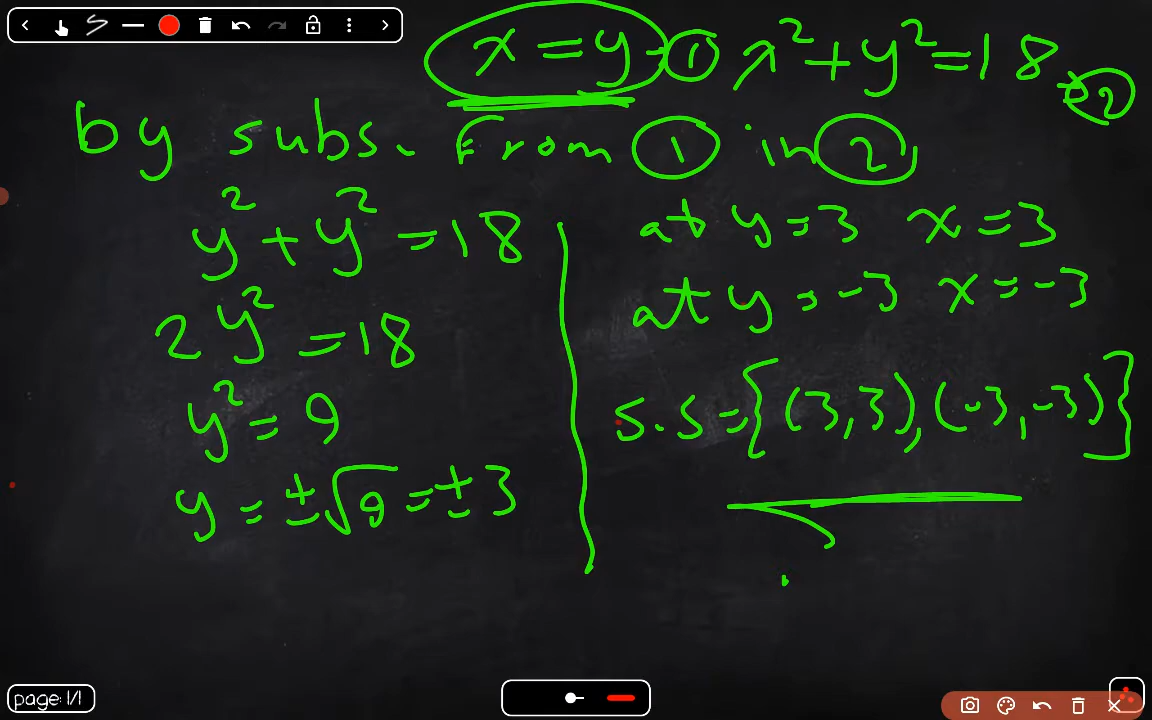 x = y → ① x² + y² = 18 → ②
by subs. From ① in ②
y² + y² = 18
2y² = 18
y² = 9
y = ±√9 = ±3
at y = 3 x = 3
at y = -3 x = -3
S.S = {(3,3), (-3,-3)}
page: 1/1